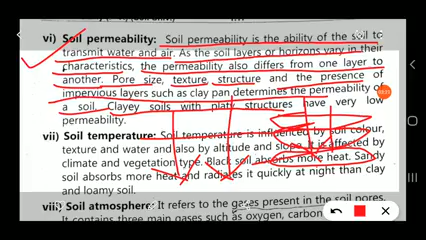 vi) Soil permeability: Soil permeability is the ability of the soil to
transmit water and air. As the soil layers or horizons vary in their
characteristics, the permeability also differs from one layer to
another. Pore size, texture, structure and the presence of
impervious layers such as clay pan determines the permeability of
a soil. Clayey soils with platy structures have very low
permeability.
vii) Soil temperature: Soil temperature is influenced by soil colour,
texture and water and also by altitude and slope. It is affected by
climate and vegetation type. Black soil absorbs more heat. Sandy
soil absorbs more heat and radiates it quickly at night than clay
and loamy soil.
viii) Soil atmosphere: It refers to the gases present in the soil pores.
It contains three main gases such as oxygen, carbon